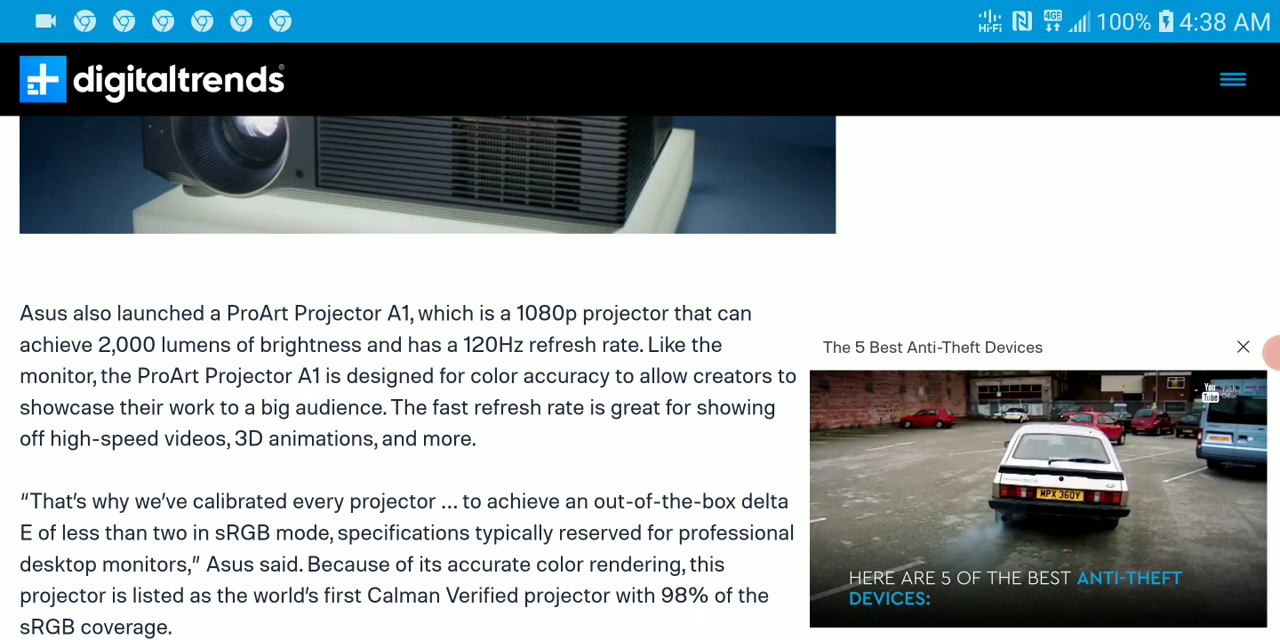 Hi-Fi 4GE 100% 4:38 AM
digitaltrends
Asus also launched a ProArt Projector A1, which is a 1080p projector that can
achieve 2,000 lumens of brightness and has a 120Hz refresh rate. Like the
monitor, the ProArt Projector A1 is designed for color accuracy to allow creators to
showcase their work to a big audience. The fast refresh rate is great for showing
off high-speed videos, 3D animations, and more.
“That’s why we’ve calibrated every projector … to achieve an out-of-the-box delta
E of less than two in sRGB mode, specifications typically reserved for professional
desktop monitors,” Asus said. Because of its accurate color rendering, this
projector is listed as the world’s first Calman Verified projector with 98% of the
sRGB coverage.
The 5 Best Anti-Theft Devices
You
Tube
MPX 360Y
HERE ARE 5 OF THE BEST ANTI-THEFT
DEVICES: